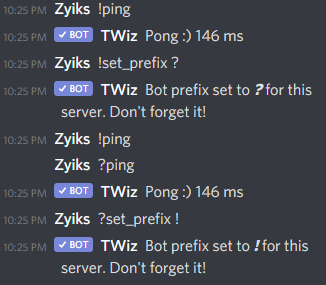 10:25 PM Zyiks !ping
10:25 PM ✓ BOT TWiz Pong :) 146 ms
10:25 PM Zyiks !set_prefix ?
10:25 PM ✓ BOT TWiz Bot prefix set to ? for this
server. Don't forget it!
10:25 PM Zyiks !ping
Zyiks ?ping
10:25 PM ✓ BOT TWiz Pong :) 146 ms
10:25 PM Zyiks ?set_prefix !
10:25 PM ✓ BOT TWiz Bot prefix set to ! for this
server. Don't forget it!